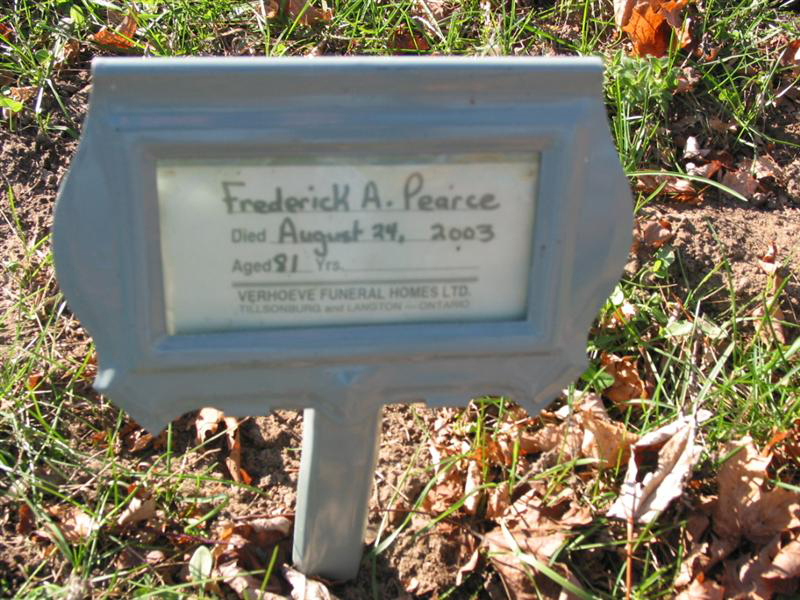 Frederick A. Pearce
Died August 24, 2003
Aged 81 Yrs.
VERHOEVE FUNERAL HOMES LTD.
TILLSONBURG and LANGTON — ONTARIO